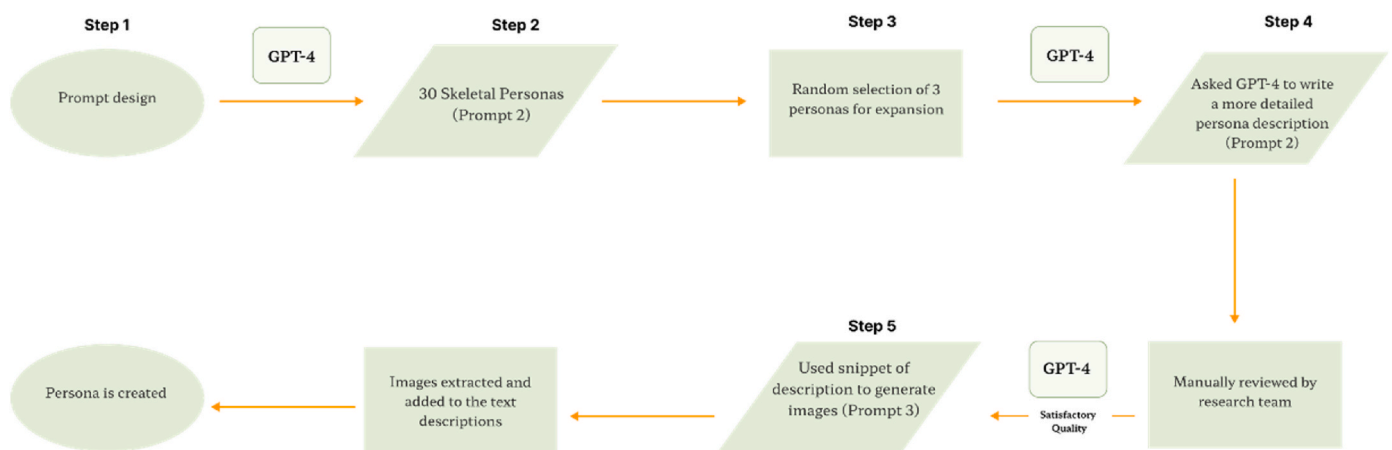 Step 1
GPT-4
Step 2
Step 3
GPT-4
Step 4
Prompt design
30 Skeletal Personas
(Prompt 2)
Random selection of 3
personas for expansion
Asked GPT-4 to write
a more detailed
persona description
(Prompt 2)
Manually reviewed by
research team
GPT-4
Satisfactory
Quality
Step 5
Used snippet of
description to generate
images (Prompt 3)
Images extracted and
added to the text
descriptions
Persona is created